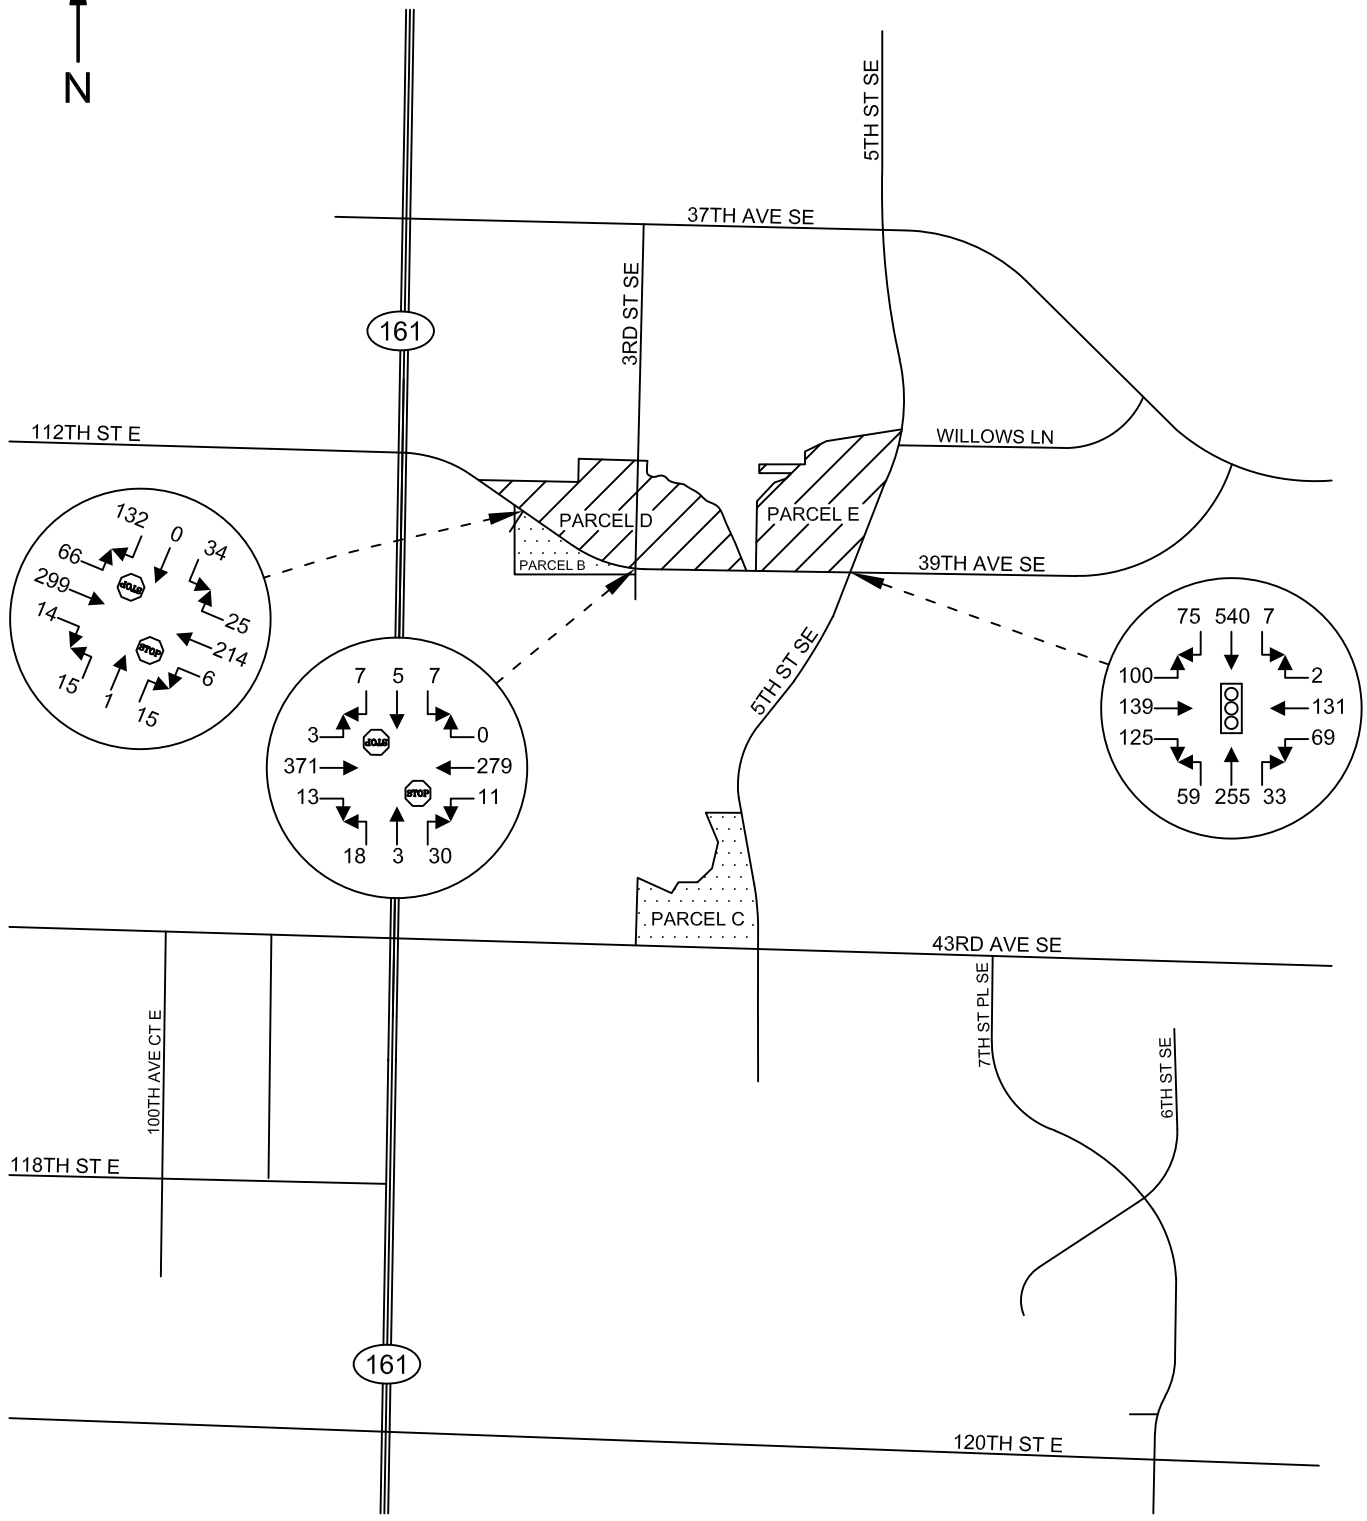 N
5TH ST SE
37TH AVE SE
3RD ST SE
161
112TH ST E
WILLOWS LN
PARCEL D
PARCEL E
PARCEL B
39TH AVE SE
132 0 34
66
299
14
STOP
STOP
25
214
6
15 1 15
7 5 7
3
371
13
STOP
STOP
0
279
11
18 3 30
75 540 7
100
139
125
2
131
69
59 255 33
5TH ST SE
PARCEL C
43RD AVE SE
100TH AVE CT E
7TH ST PL SE
6TH ST SE
118TH ST E
161
120TH ST E